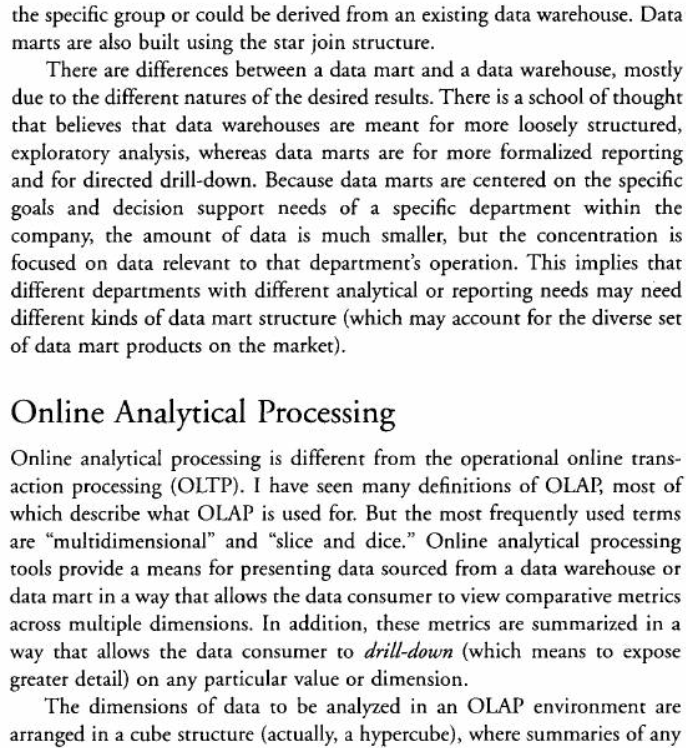 the specific group or could be derived from an existing data warehouse. Data
marts are also built using the star join structure.
There are differences between a data mart and a data warehouse, mostly
due to the different natures of the desired results. There is a school of thought
that believes that data warehouses are meant for more loosely structured,
exploratory analysis, whereas data marts are for more formalized reporting
and for directed drill-down. Because data marts are centered on the specific
goals and decision support needs of a specific department within the
company, the amount of data is much smaller, but the concentration is
focused on data relevant to that department's operation. This implies that
different departments with different analytical or reporting needs may need
different kinds of data mart structure (which may account for the diverse set
of data mart products on the market).
Online Analytical Processing
Online analytical processing is different from the operational online trans-
action processing (OLTP). I have seen many definitions of OLAP, most of
which describe what OLAP is used for. But the most frequently used terms
are “multidimensional” and “slice and dice.” Online analytical processing
tools provide a means for presenting data sourced from a data warehouse or
data mart in a way that allows the data consumer to view comparative metrics
across multiple dimensions. In addition, these metrics are summarized in a
way that allows the data consumer to drill-down (which means to expose
greater detail) on any particular value or dimension.
The dimensions of data to be analyzed in an OLAP environment are
arranged in a cube structure (actually, a hypercube), where summaries of any